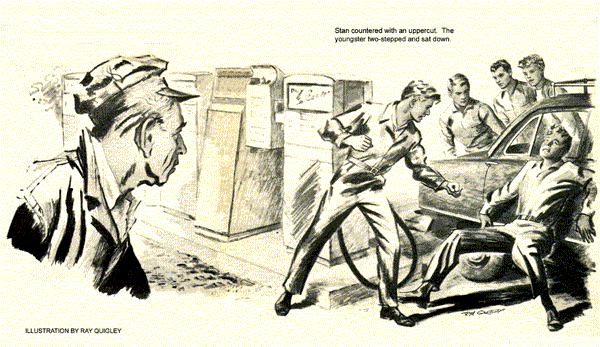 Stan countered with an uppercut.  The
youngster two-stepped and sat down.
ILLUSTRATION BY RAY QUIGLEY